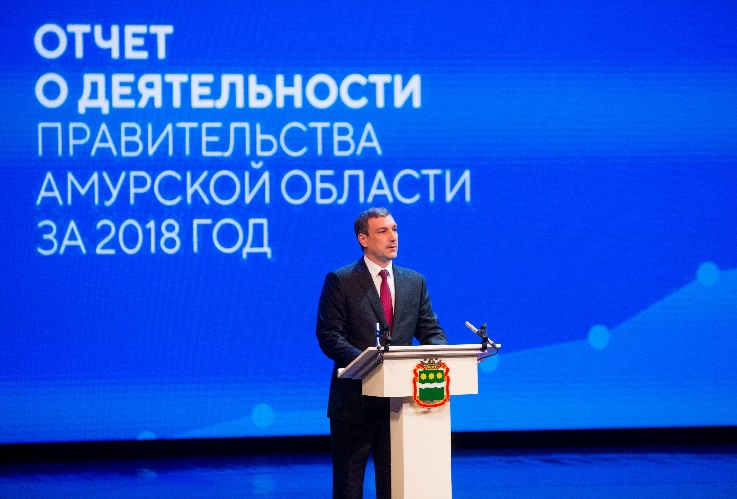 ОТЧЕТ
О ДЕЯТЕЛЬНОСТИ
ПРАВИТЕЛЬСТВА
АМУРСКОЙ ОБЛАСТИ
ЗА 2018 ГОД